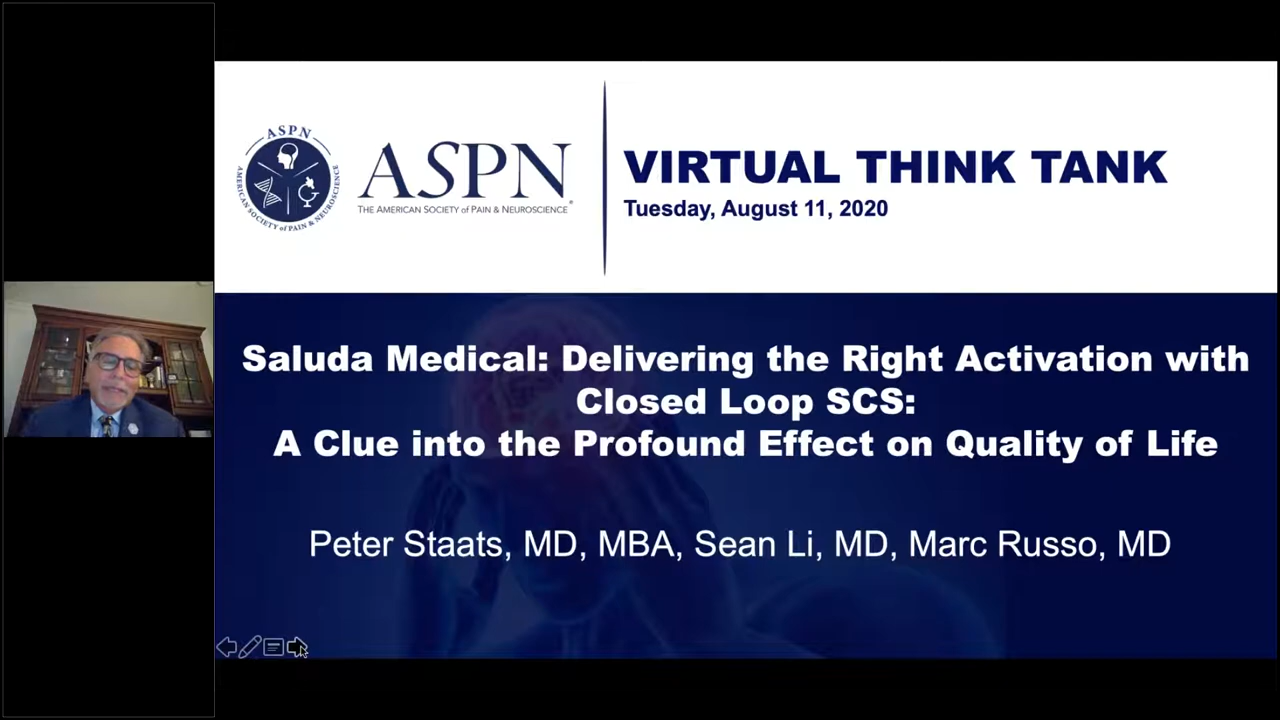 ASPN
AMERICAN SOCIETY of PAIN & NEUROSCIENCE
ASPN
THE AMERICAN SOCIETY of PAIN & NEUROSCIENCE®
VIRTUAL THINK TANK
Tuesday, August 11, 2020
Saluda Medical: Delivering the Right Activation with
Closed Loop SCS:
A Clue into the Profound Effect on Quality of Life
Peter Staats, MD, MBA, Sean Li, MD, Marc Russo, MD